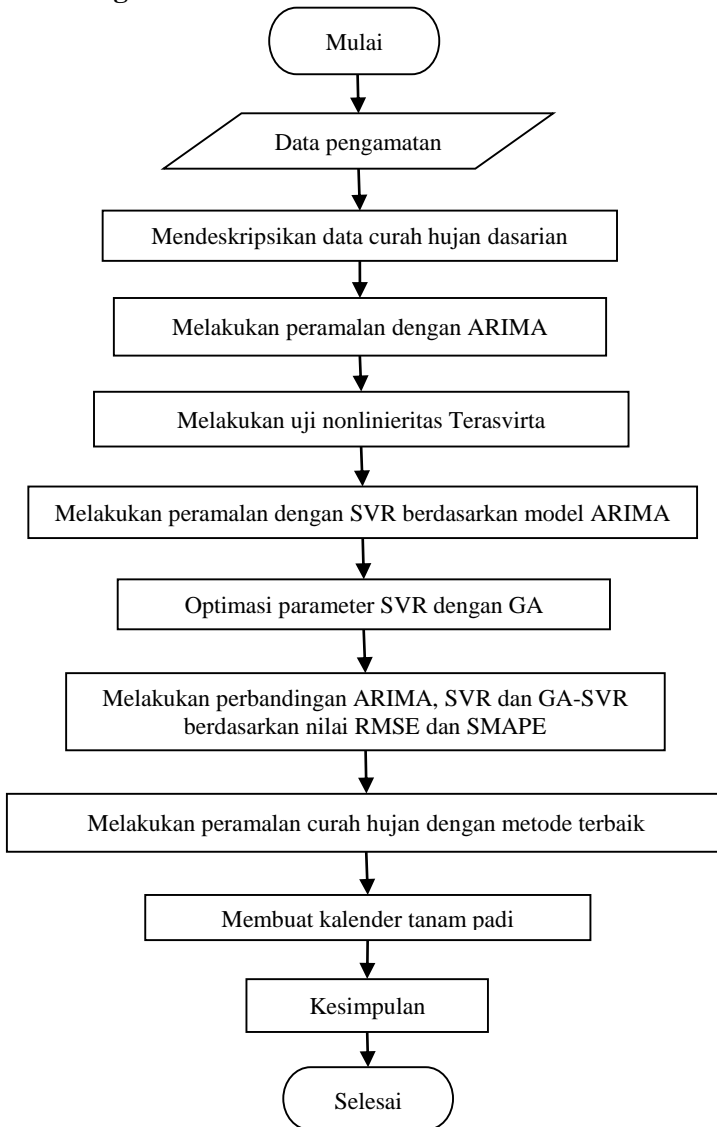 Mulai
Data pengamatan
Mendeskripsikan data curah hujan dasarian
Melakukan peramalan dengan ARIMA
Melakukan uji nonlinieritas Terasvirta
Melakukan peramalan dengan SVR berdasarkan model ARIMA
Optimasi parameter SVR dengan GA
Melakukan perbandingan ARIMA, SVR dan GA-SVR
berdasarkan nilai RMSE dan SMAPE
Melakukan peramalan curah hujan dengan metode terbaik
Membuat kalender tanam padi
Kesimpulan
Selesai